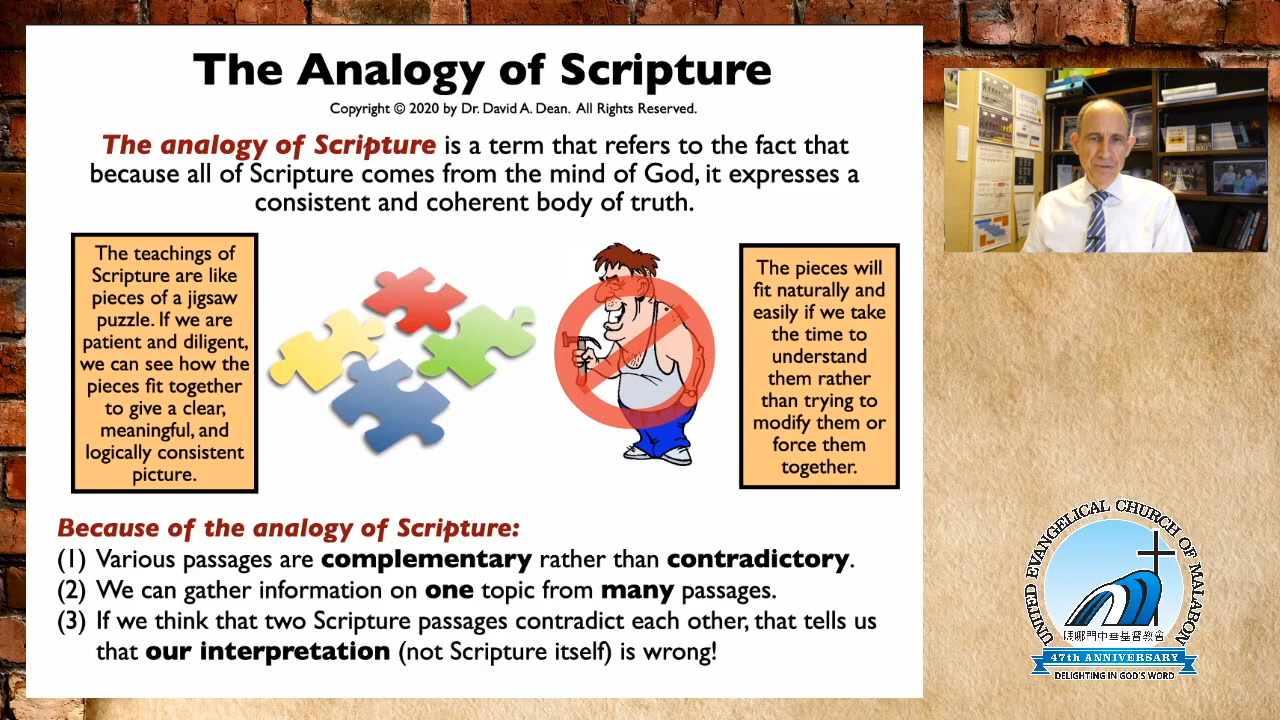 The Analogy of Scripture
Copyright © 2020 by Dr. David A. Dean. All Rights Reserved.
The analogy of Scripture is a term that refers to the fact that
because all of Scripture comes from the mind of God, it expresses a
consistent and coherent body of truth.
The teachings of
Scripture are like
pieces of a jigsaw
puzzle. If we are
patient and diligent,
we can see how the
pieces fit together
to give a clear,
meaningful, and
logically consistent
picture.
The pieces will
fit naturally and
easily if we take
the time to
understand
them rather
than trying to
modify them or
force them
together.
Because of the analogy of Scripture:
(1) Various passages are complementary rather than contradictory.
(2) We can gather information on one topic from many passages.
(3) If we think that two Scripture passages contradict each other, that tells us
that our interpretation (not Scripture itself) is wrong!
UNITED EVANGELICAL CHURCH OF MALABON
中華基督教會
47th ANNIVERSARY
DELIGHTING IN GOD'S WORD